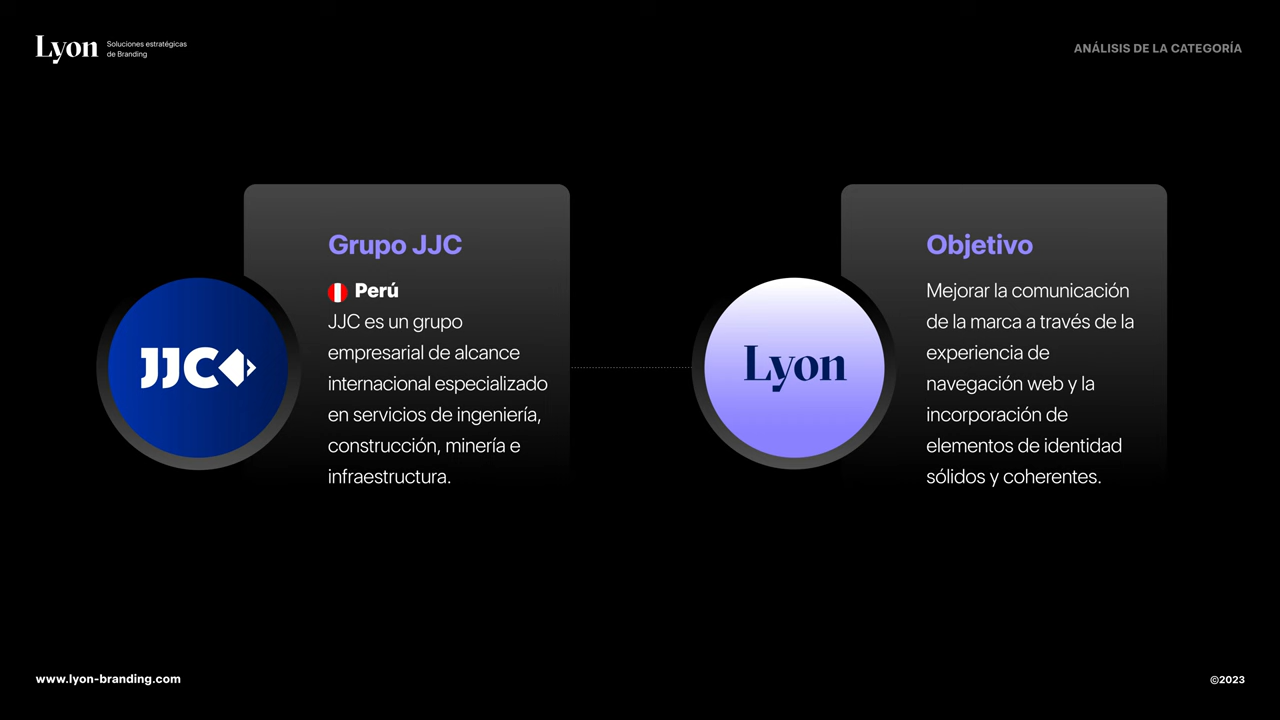 Lyon
Soluciones estratégicas
de Branding
ANÁLISIS DE LA CATEGORÍA
JJC
Grupo JJC
Perú
JJC es un grupo
empresarial de alcance
internacional especializado
en servicios de ingeniería,
construcción, minería e
infraestructura.
Lyon
Objetivo
Mejorar la comunicación
de la marca a través de la
experiencia de
navegación web y la
incorporación de
elementos de identidad
sólidos y coherentes.
www.lyon-branding.com
©2023